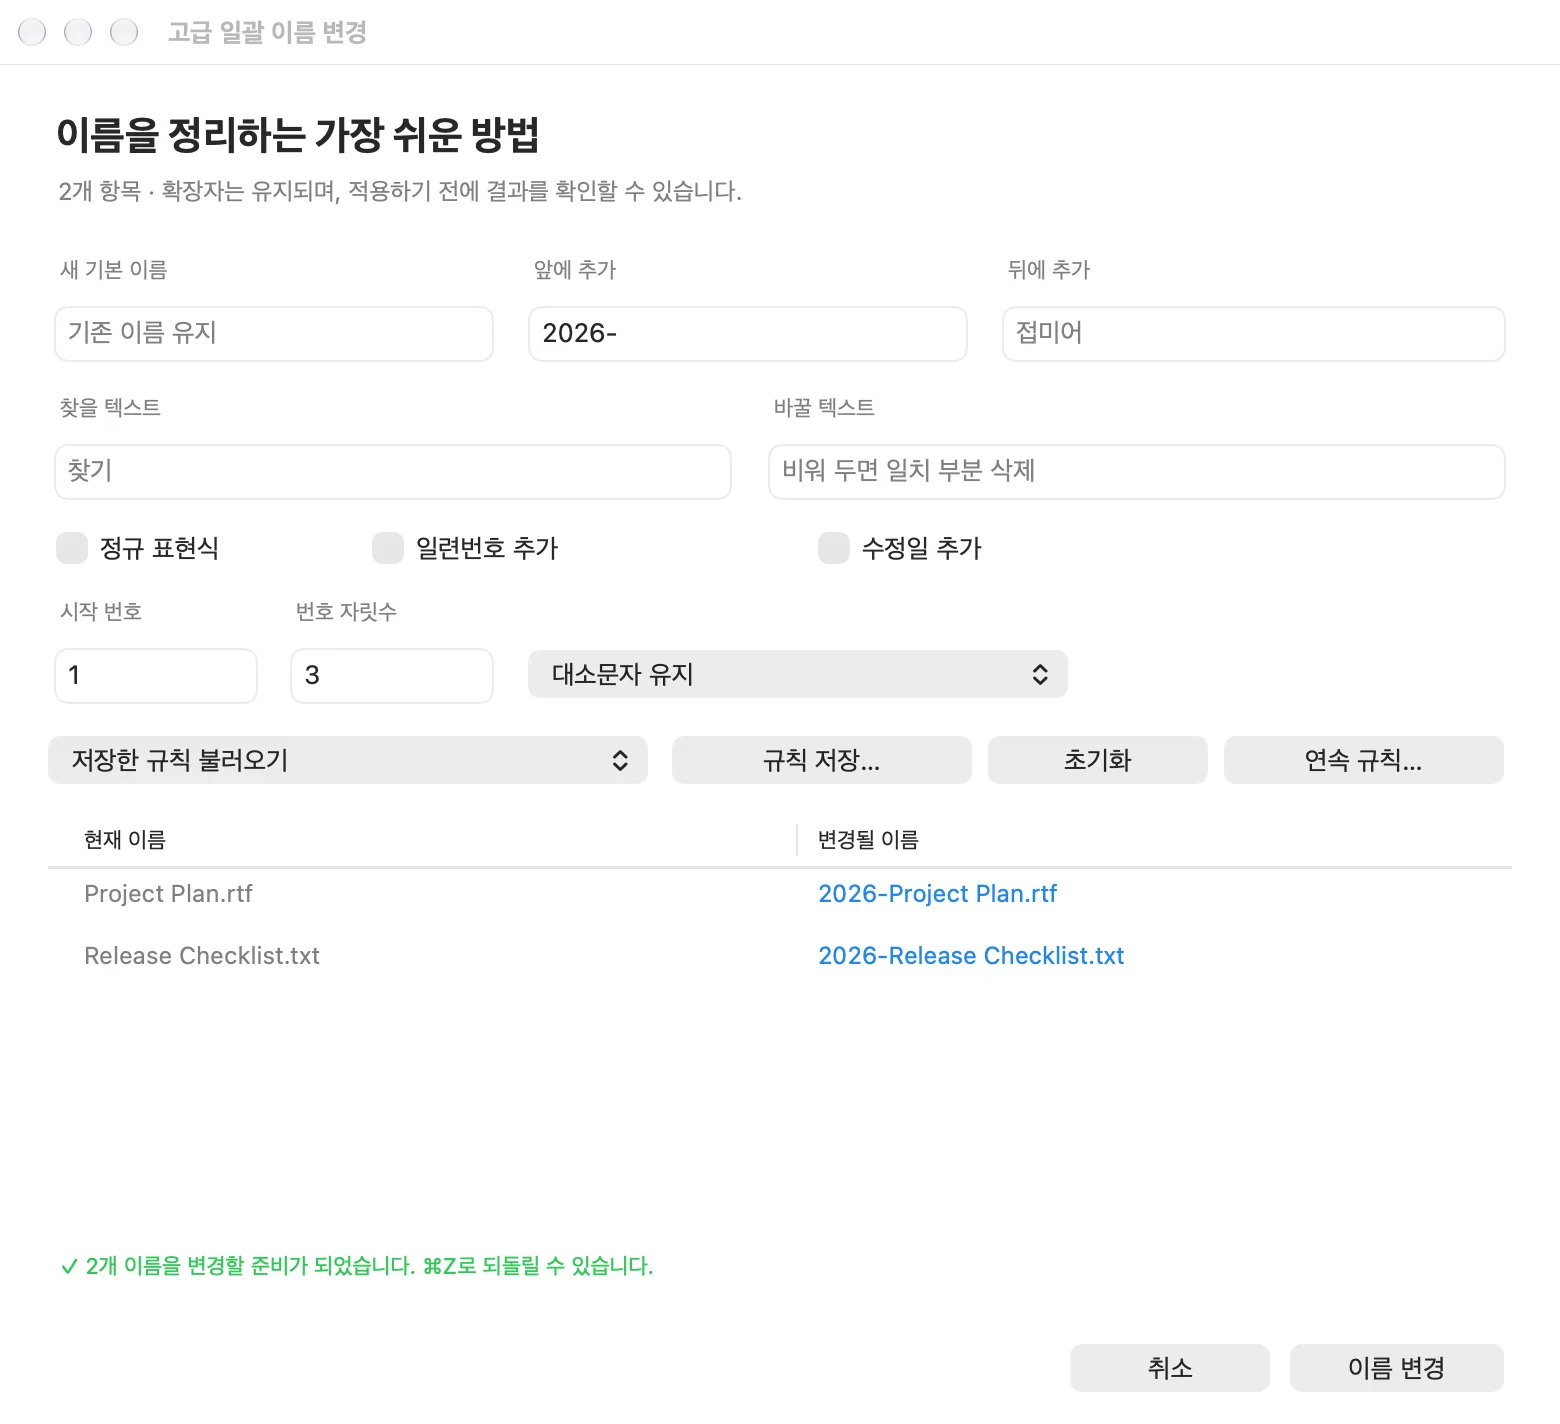 고급 일괄 이름 변경
이름을 정리하는 가장 쉬운 방법
2개 항목 · 확장자는 유지되며, 적용하기 전에 결과를 확인할 수 있습니다.
새 기본 이름 앞에 추가 뒤에 추가
기존 이름 유지 2026- 접미어
찾을 텍스트 바꿀 텍스트
찾기 비워 두면 일치 부분 삭제
정규 표현식 일련번호 추가 수정일 추가
시작 번호 번호 자릿수
1 3 대소문자 유지
저장한 규칙 불러오기 규칙 저장... 초기화 연속 규칙...
현재 이름 변경될 이름
Project Plan.rtf 2026-Project Plan.rtf
Release Checklist.txt 2026-Release Checklist.txt
✓ 2개 이름을 변경할 준비가 되었습니다. ⌘Z로 되돌릴 수 있습니다.
취소 이름 변경